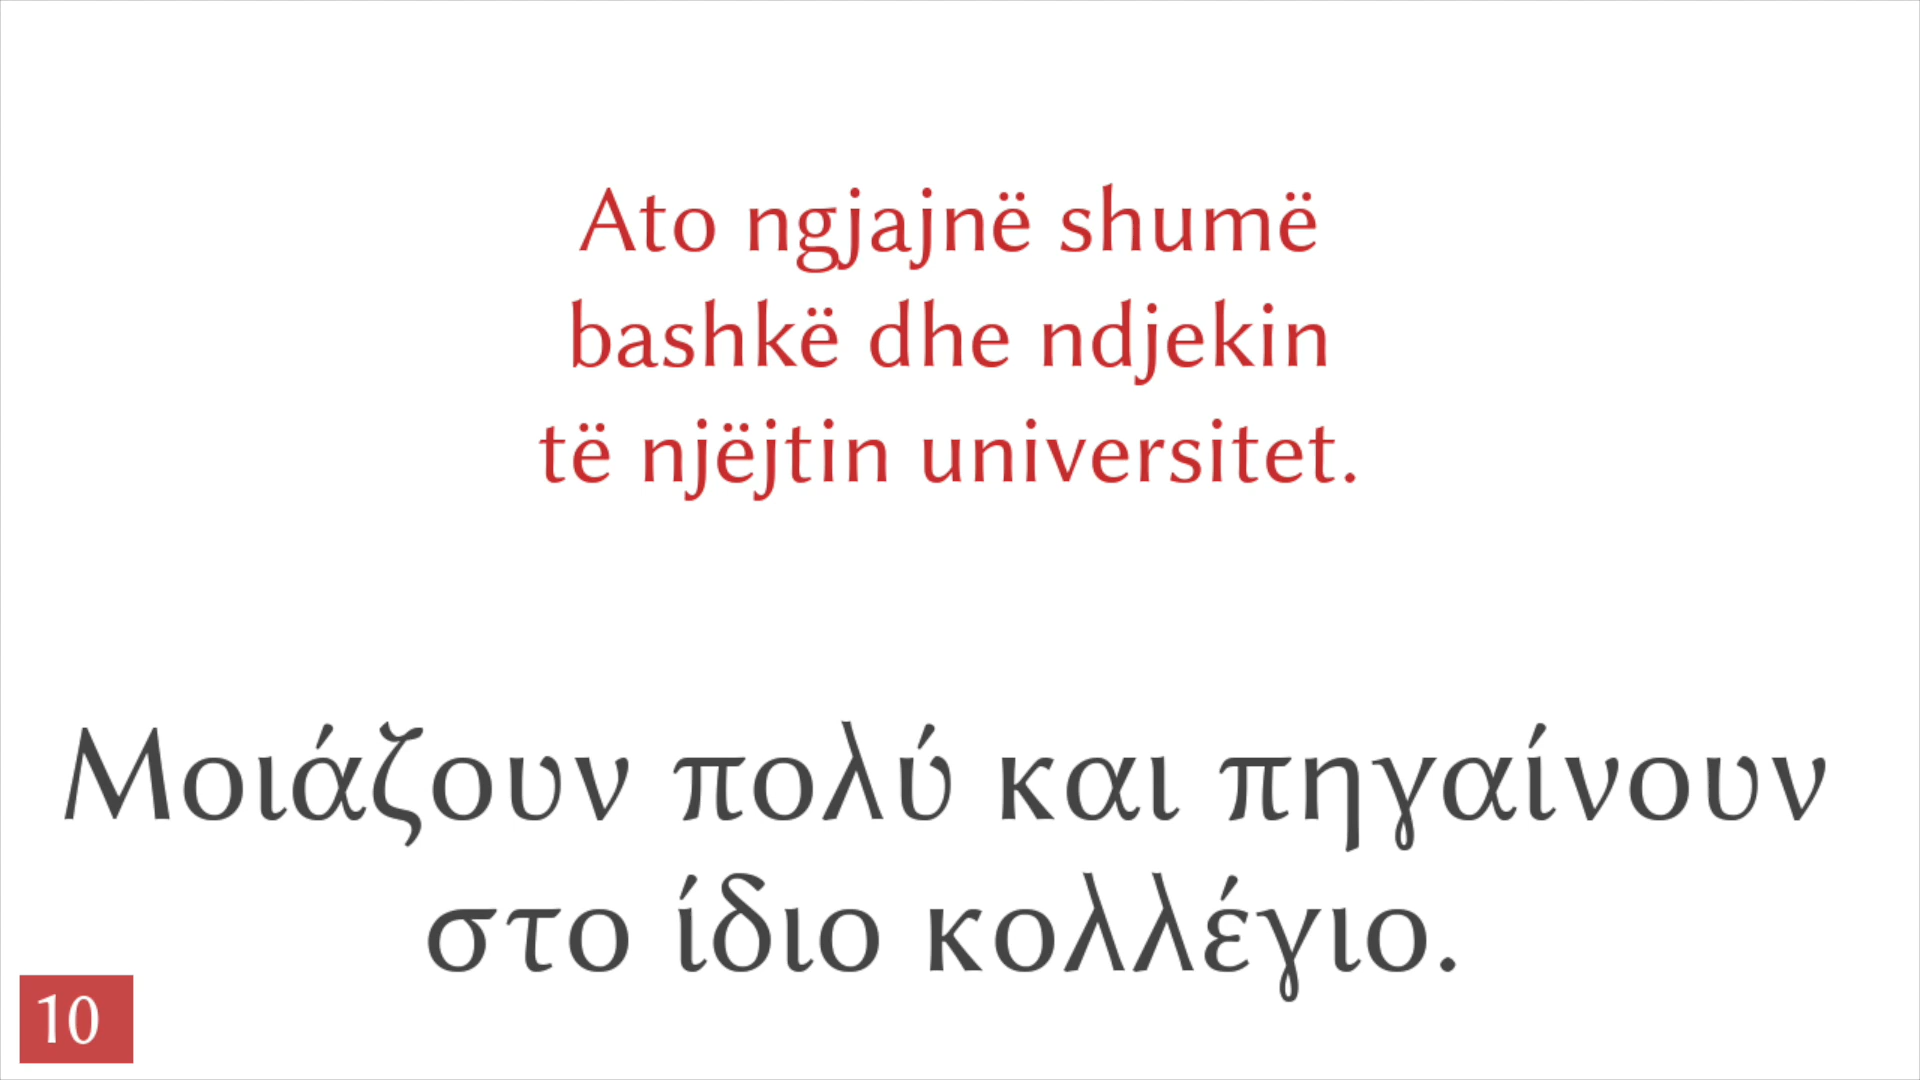 Ato ngjajnë shumë
bashkë dhe ndjekin
të njëjtin universitet.
Μοιάζουν πολύ και πηγαίνουν
στο ίδιο κολλέγιο.
10